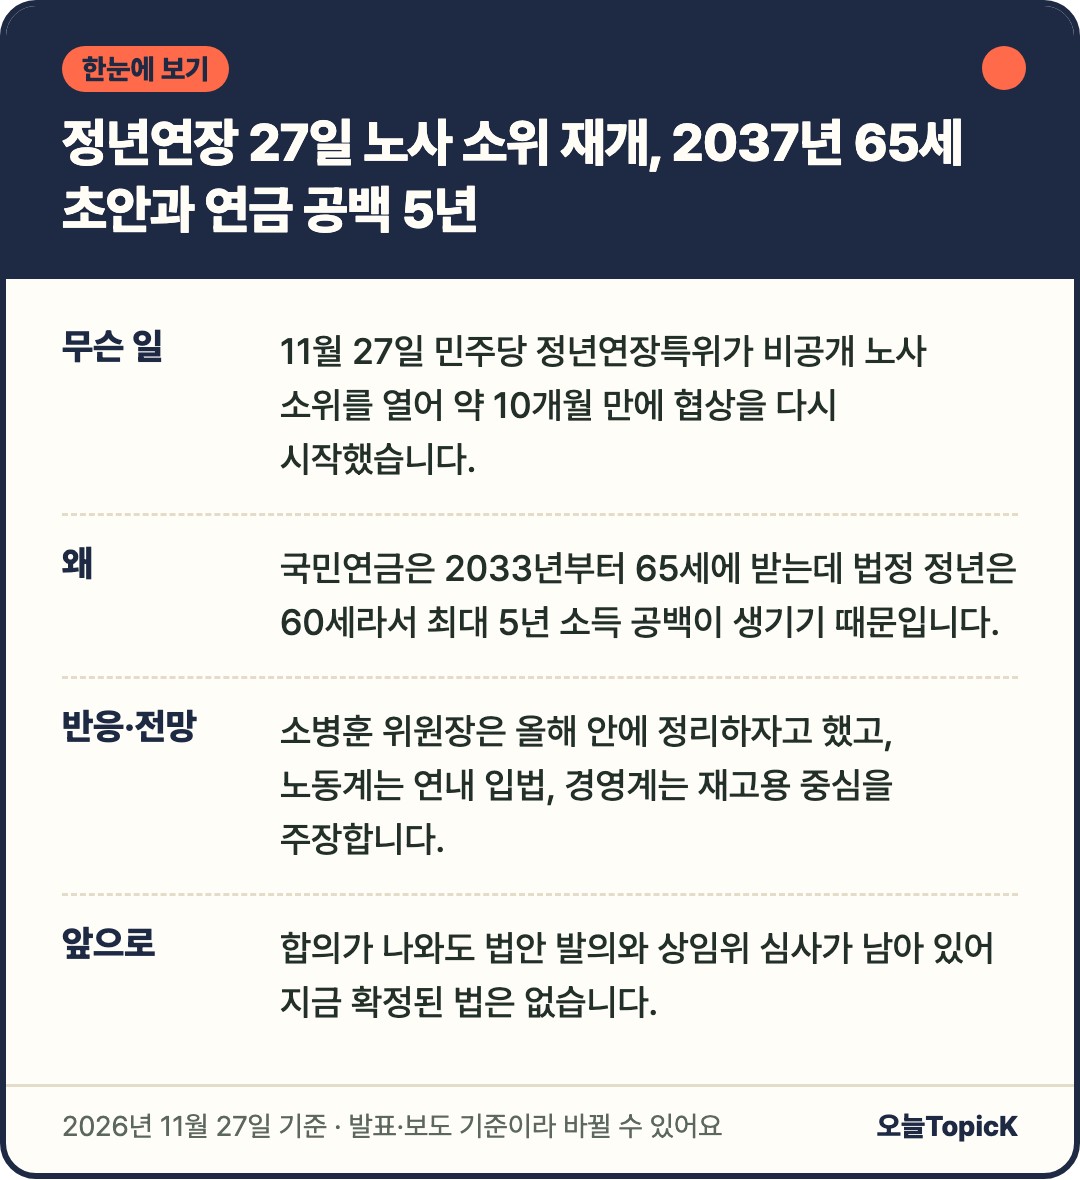 한눈에 보기
정년연장 27일 노사 소위 재개, 2037년 65세
초안과 연금 공백 5년
무슨 일
11월 27일 민주당 정년연장특위가 비공개 노사
소위를 열어 약 10개월 만에 협상을 다시
시작했습니다.
왜
국민연금은 2033년부터 65세에 받는데 법정 정년은
60세라서 최대 5년 소득 공백이 생기기 때문입니다.
반응·전망
소병훈 위원장은 올해 안에 정리하자고 했고,
노동계는 연내 입법, 경영계는 재고용 중심을
주장합니다.
앞으로
합의가 나와도 법안 발의와 상임위 심사가 남아 있어
지금 확정된 법은 없습니다.
2026년 11월 27일 기준 · 발표·보도 기준이라 바뀔 수 있어요
오늘TopicK